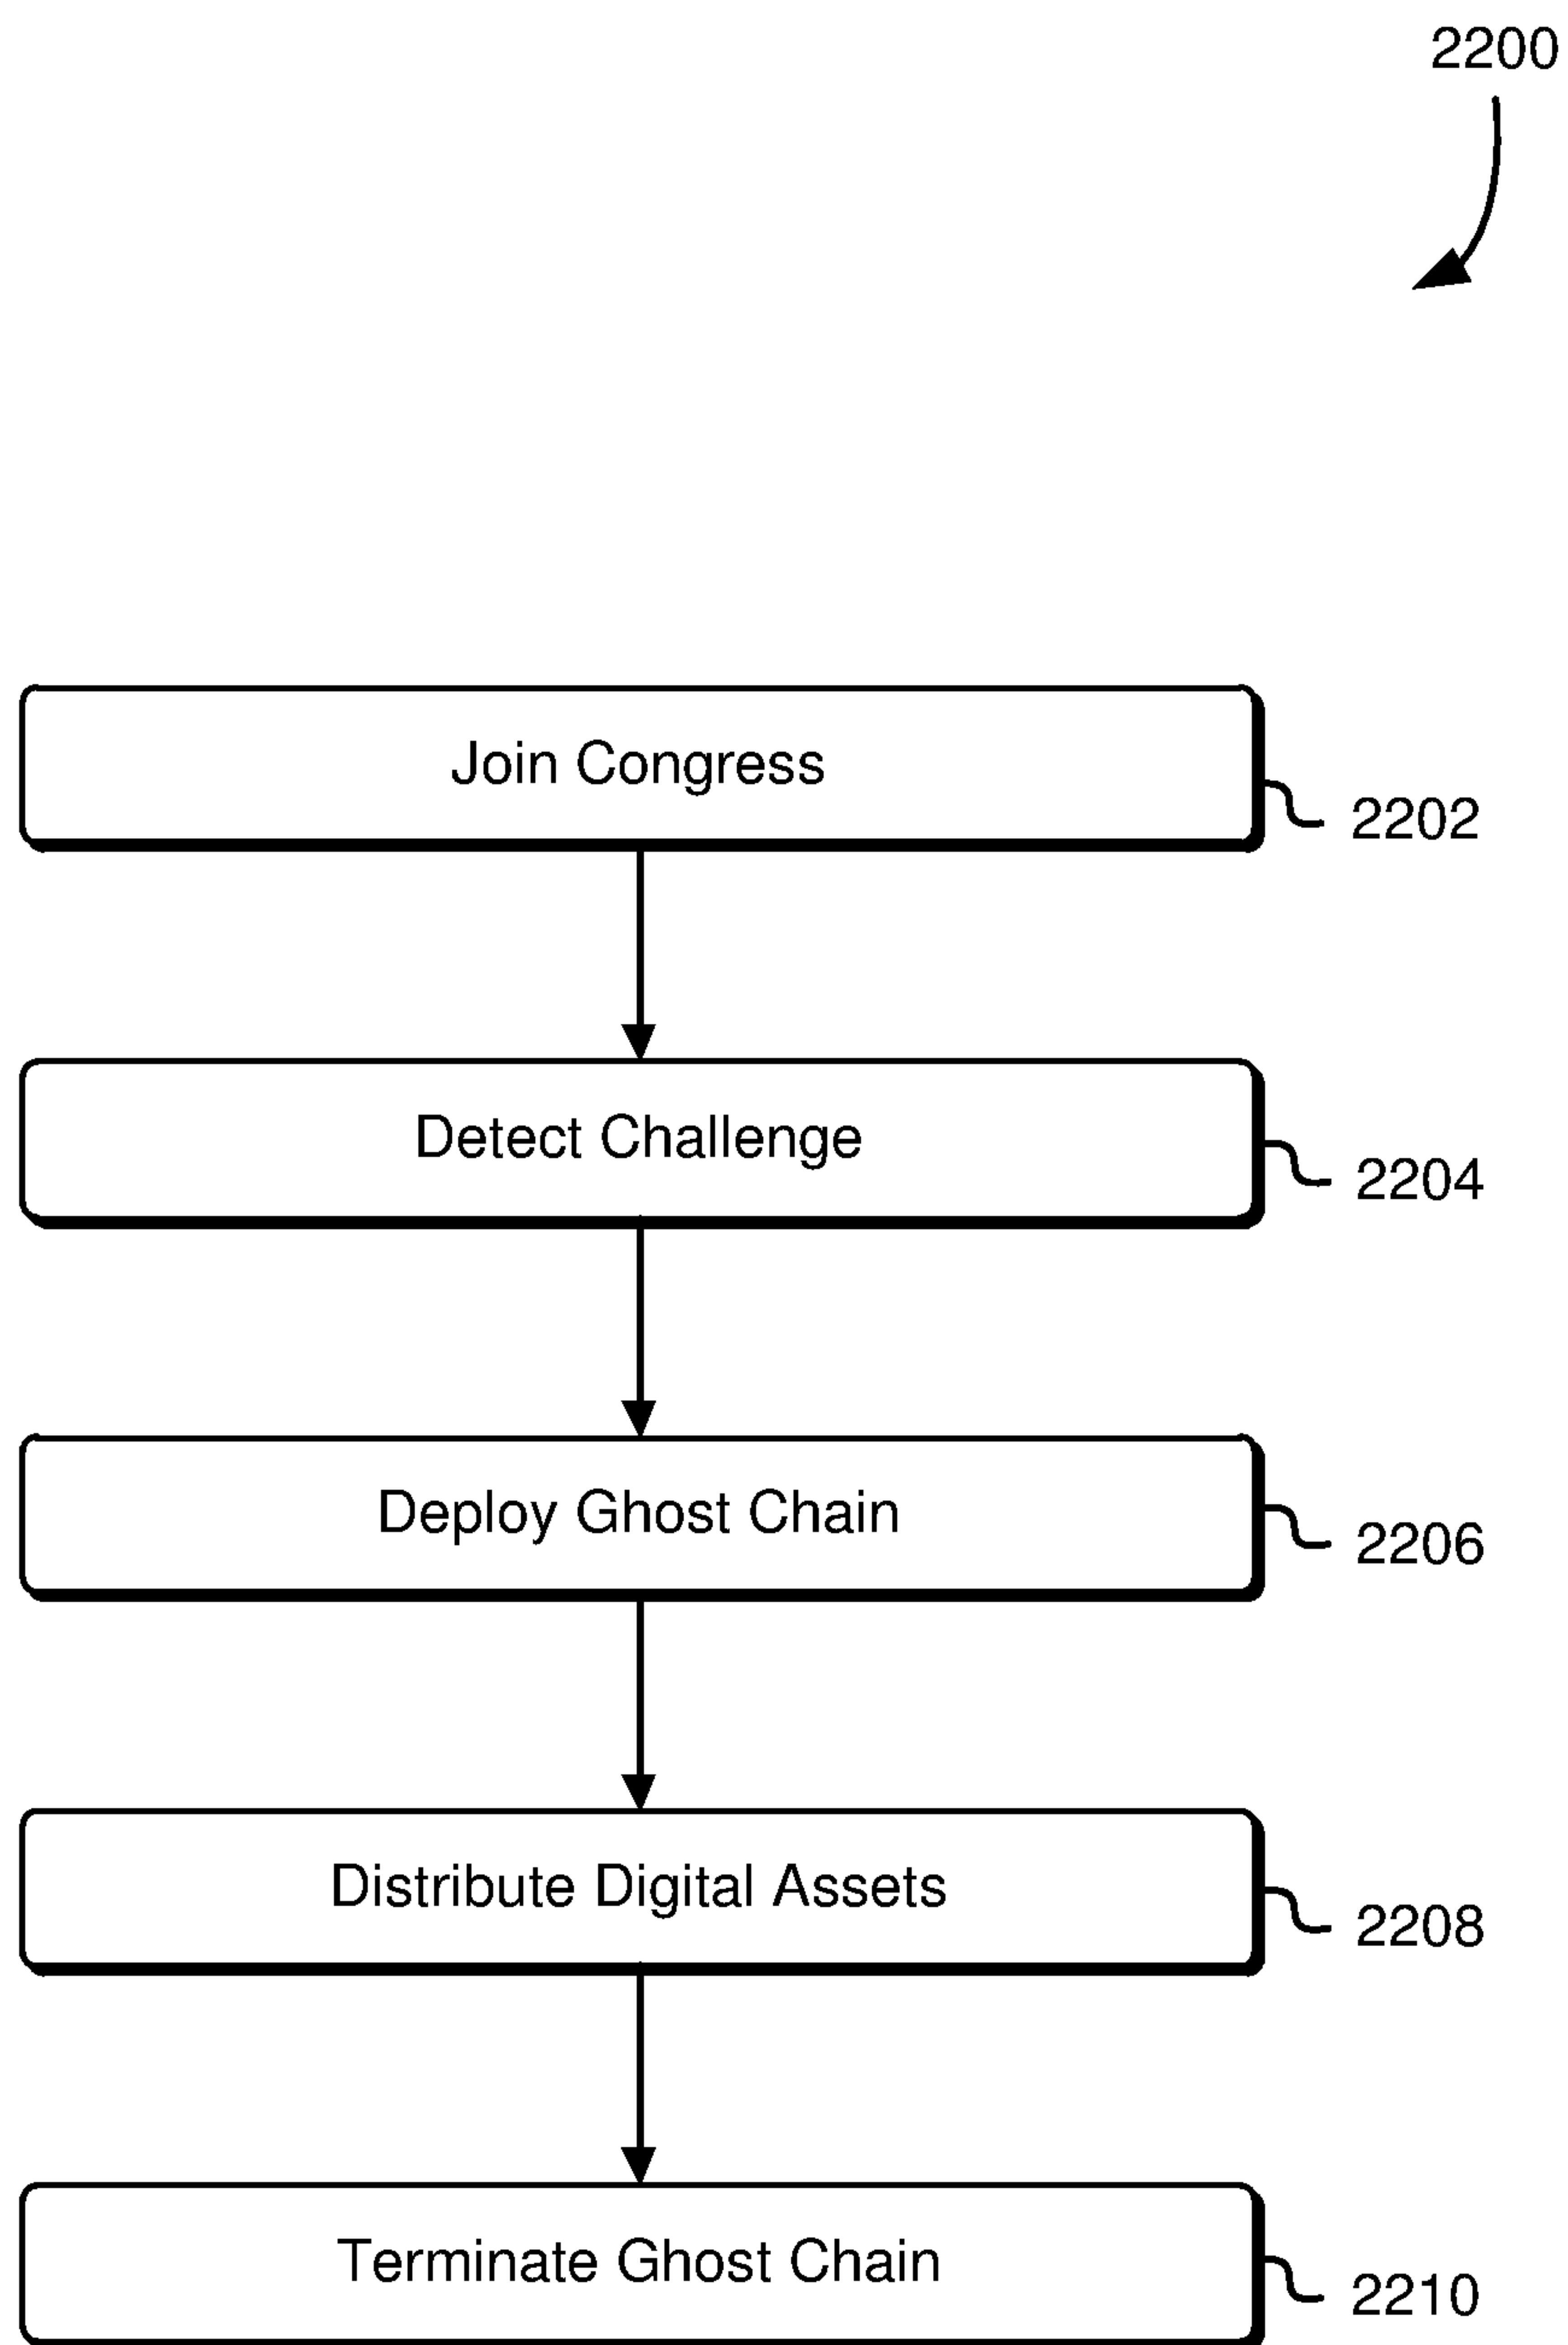 2200
Join Congress
2202
Detect Challenge
2204
Deploy Ghost Chain
2206
Distribute Digital Assets
2208
Terminate Ghost Chain
2210